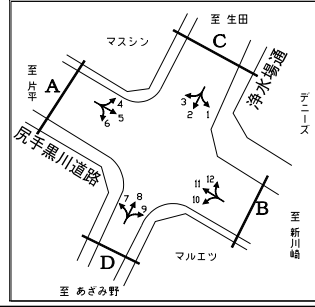 至 生田
マスシン
C
浄水場通
至 片平
A
4
5
6
3
2
1
デニーズ
尻手黒川道路
7
8
9
12
11
10
B
至 新川崎
D
マルエツ
至 あざみ野